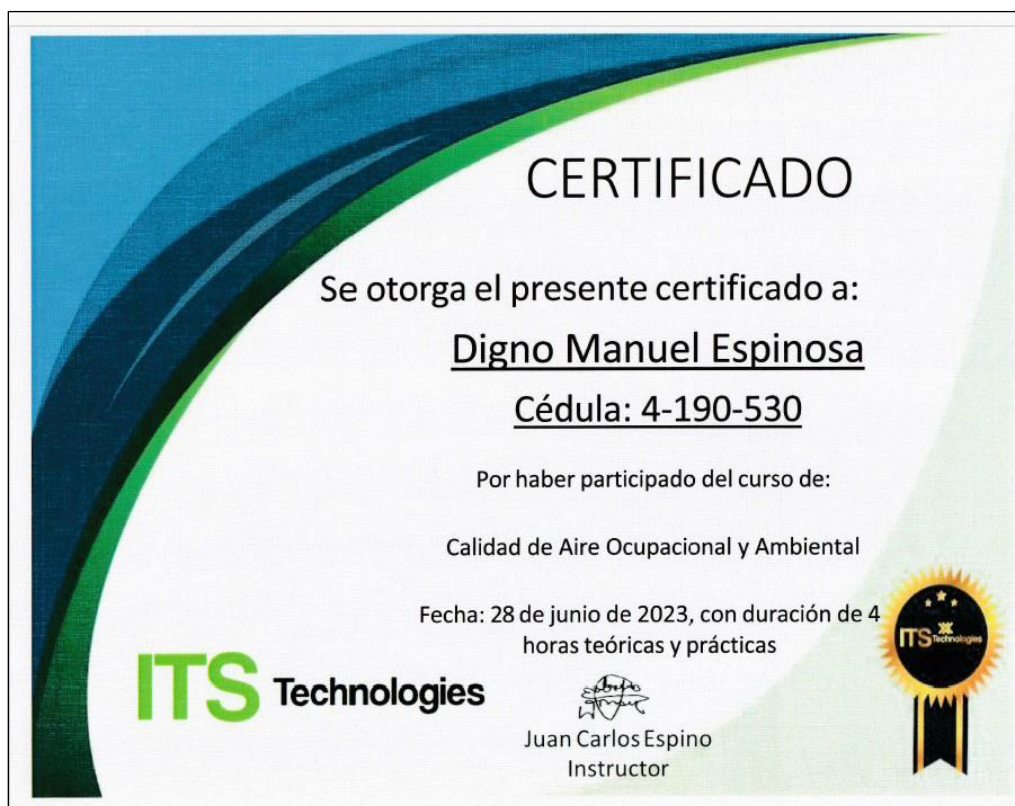 CERTIFICADO
Se otorga el presente certificado a:
Digno Manuel Espinosa
Cédula: 4-190-530
Por haber participado del curso de:
Calidad de Aire Ocupacional y Ambiental
Fecha: 28 de junio de 2023, con duración de 4
horas teóricas y prácticas
ITS Technologies
Juan Carlos Espino
Instructor
ITS Technologies